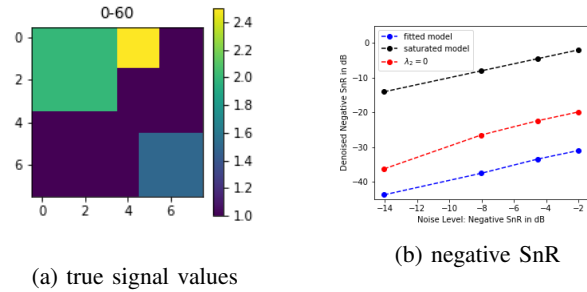 0-60
0
2
4
6
0 2 4 6
2.4
2.2
2.0
1.8
1.6
1.4
1.2
1.0
(a) true signal values
Denoised Negative SnR in dB
0
−10
−20
−30
−40
fitted model
saturated model
λ₂ = 0
−14 −12 −10 −8 −6 −4 −2
Noise Level: Negative SnR in dB
(b) negative SnR